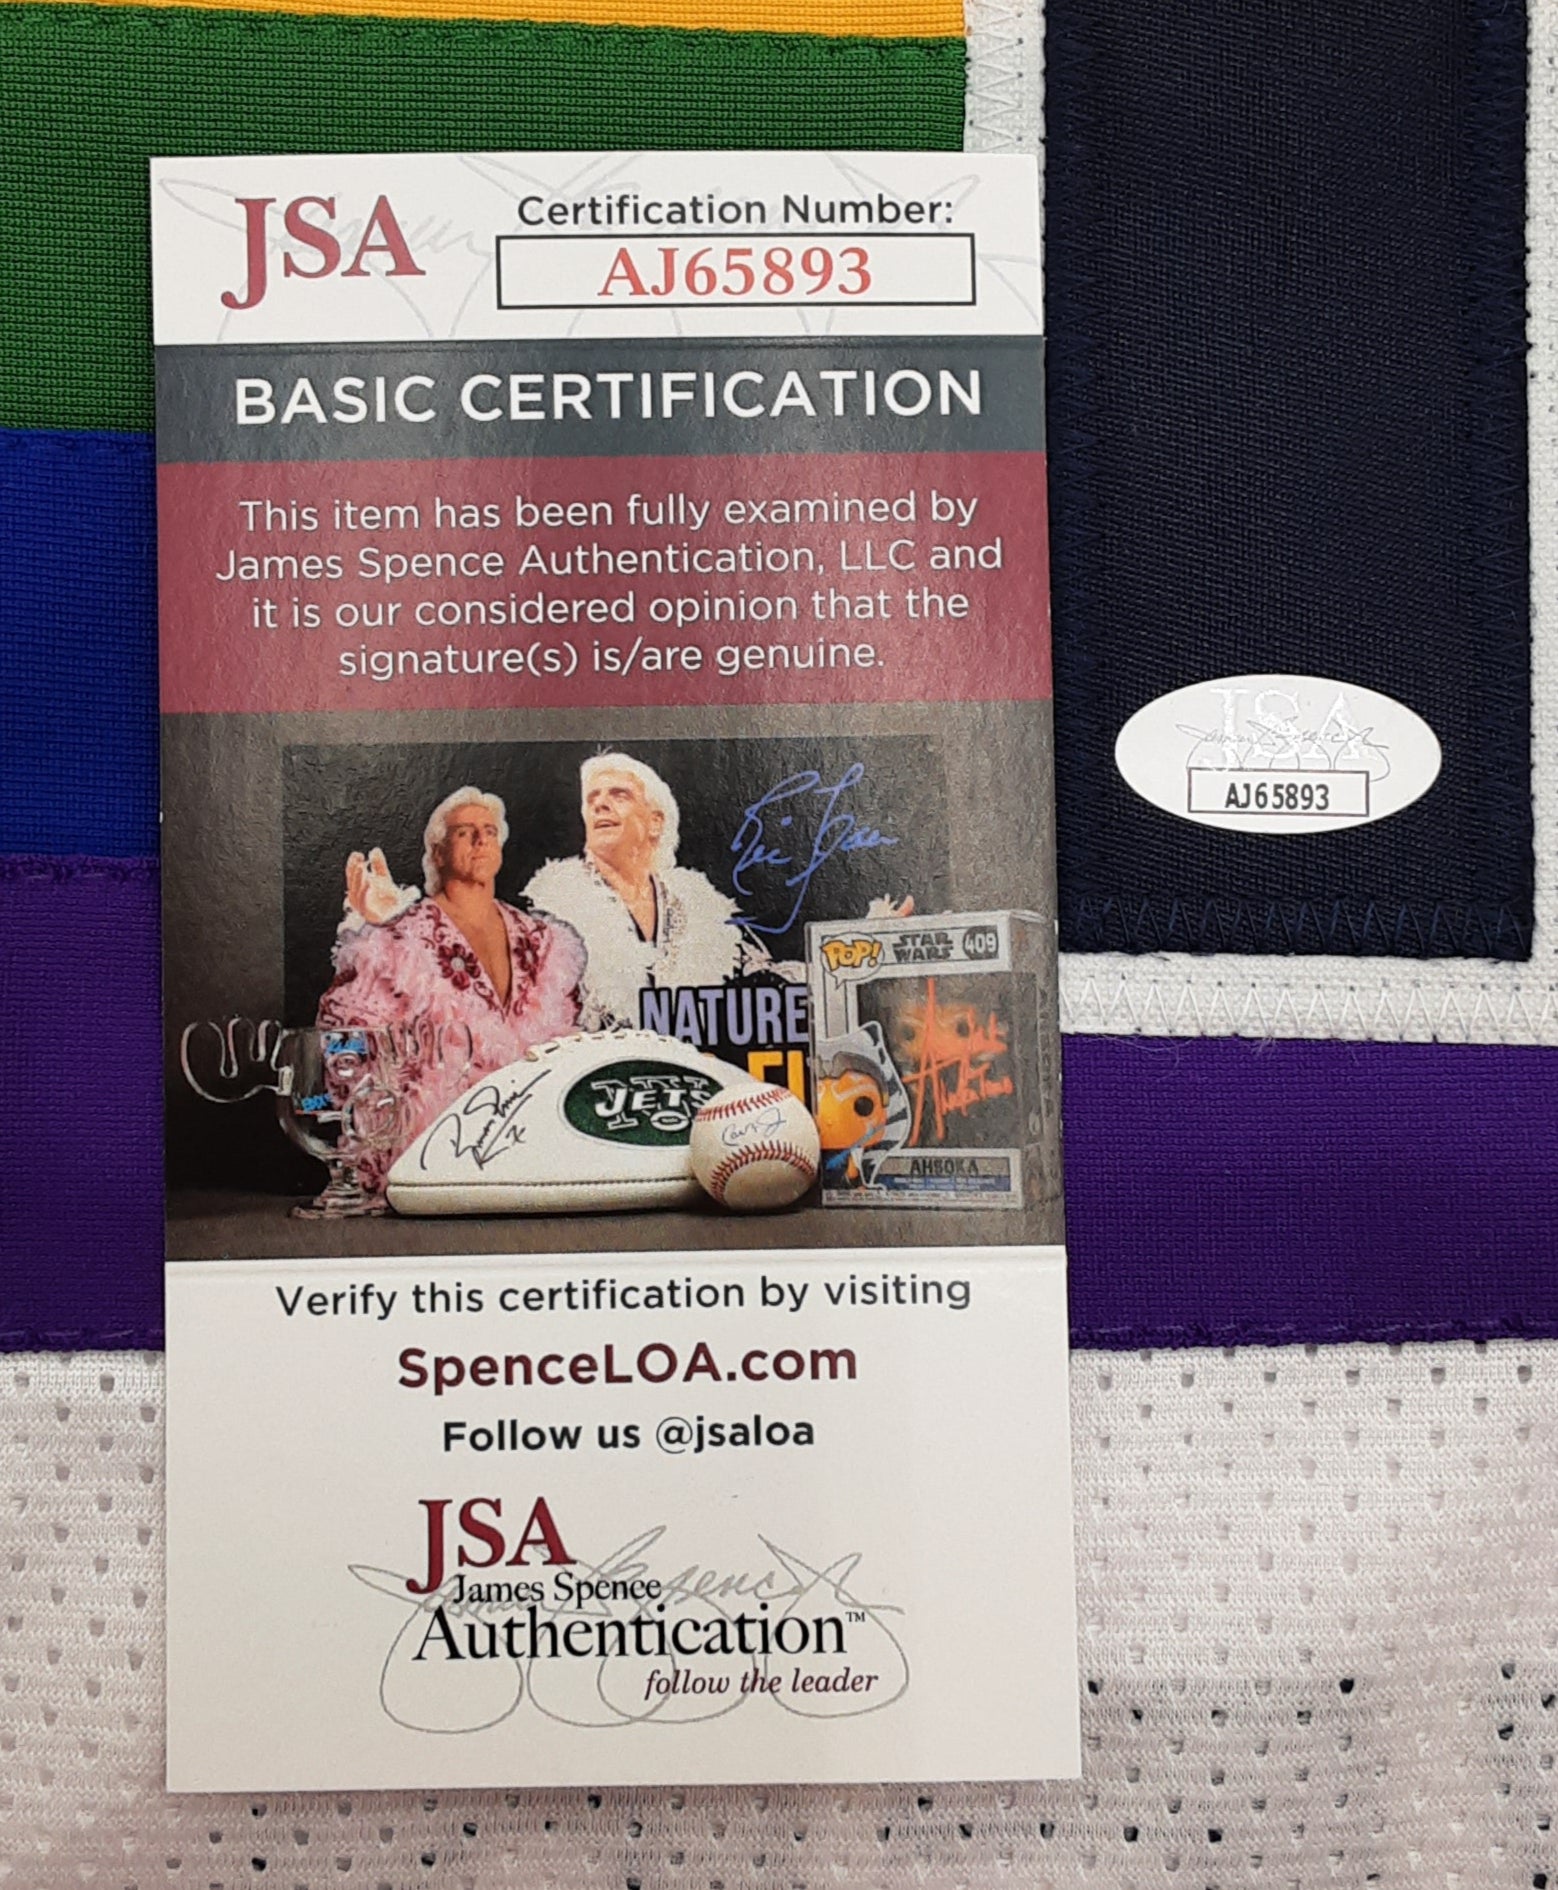 JSA
Certification Number:
AJ65893
BASIC CERTIFICATION
This item has been fully examined by
James Spence Authentication, LLC and
it is our considered opinion that the
signature(s) is/are genuine.
POP!
STAR
WARS
409
NATURE
JETS
AHSOKA
JSA
AJ65893
Verify this certification by visiting
SpenceLOA.com
Follow us @jsaloa
JSA
James Spence
Authentication™
follow the leader